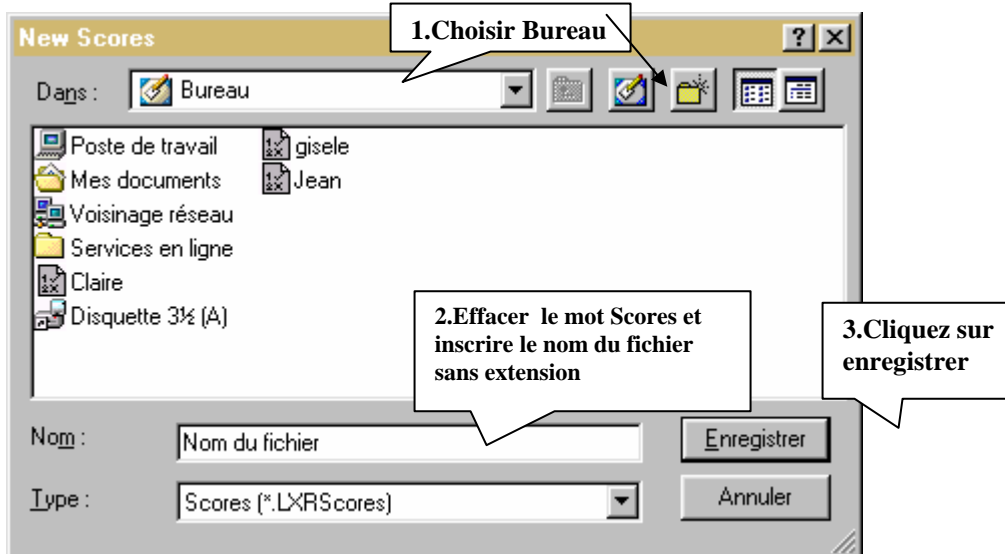 New Scores
1.Choisir Bureau
Dans :
Bureau
Poste de travail
Mes documents
Voisinage réseau
Services en ligne
Claire
Disquette 3½ (A)
gisele
Jean
2.Effacer le mot Scores et
inscrire le nom du fichier
sans extension
3.Cliquez sur
enregistrer
Nom :
Nom du fichier
Enregistrer
Type :
Scores (*.LXRScores)
Annuler